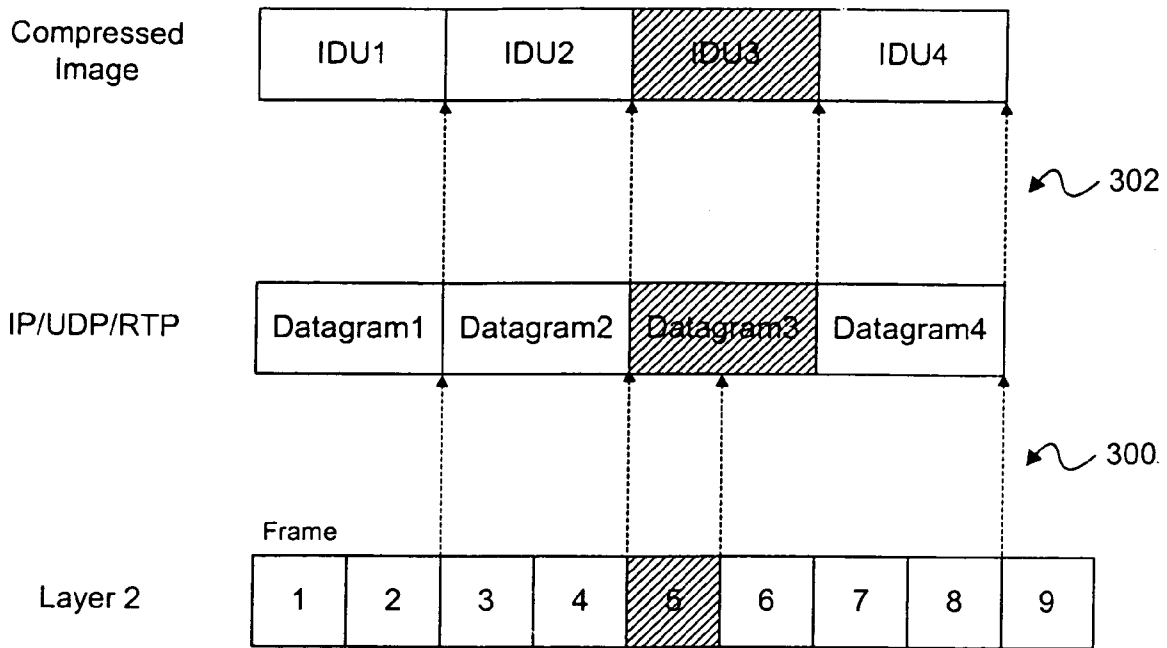 Compressed
Image
IDU1 IDU2 IDU3 IDU4
302
IP/UDP/RTP
Datagram1 Datagram2 Datagram3 Datagram4
300
Frame
Layer 2
1 2 3 4 5 6 7 8 9